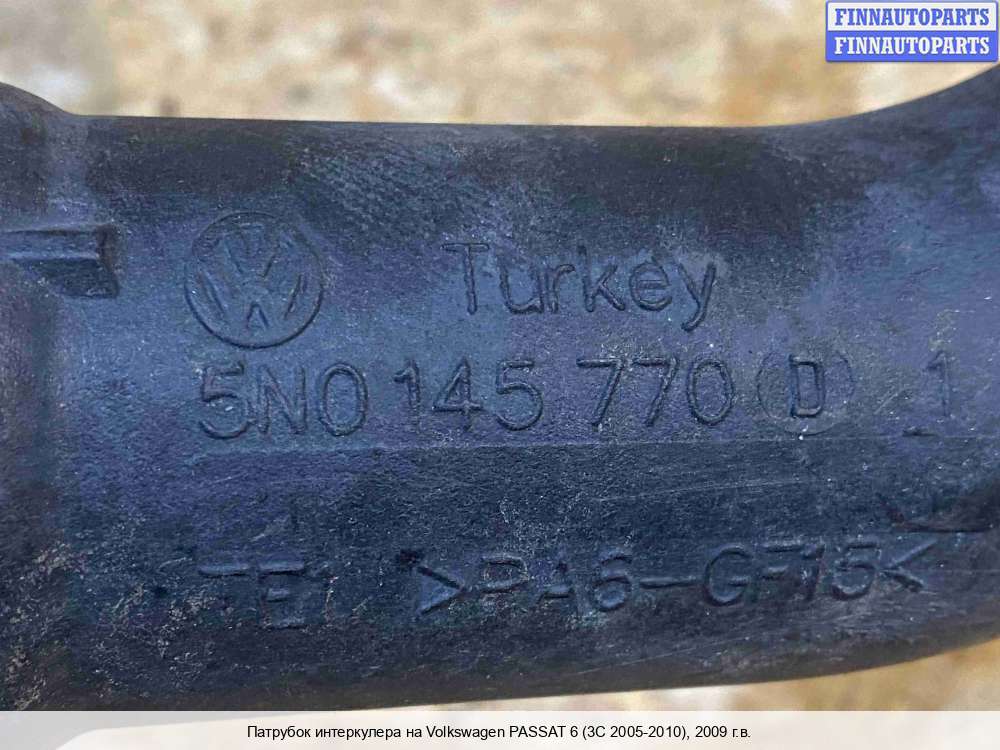 FINNAUTOPARTS
FINNAUTOPARTS
Turkey
5N0 145 770 D 1
TE1 >PA6-GF15<
Патрубок интеркулера на Volkswagen PASSAT 6 (3C 2005-2010), 2009 г.в.